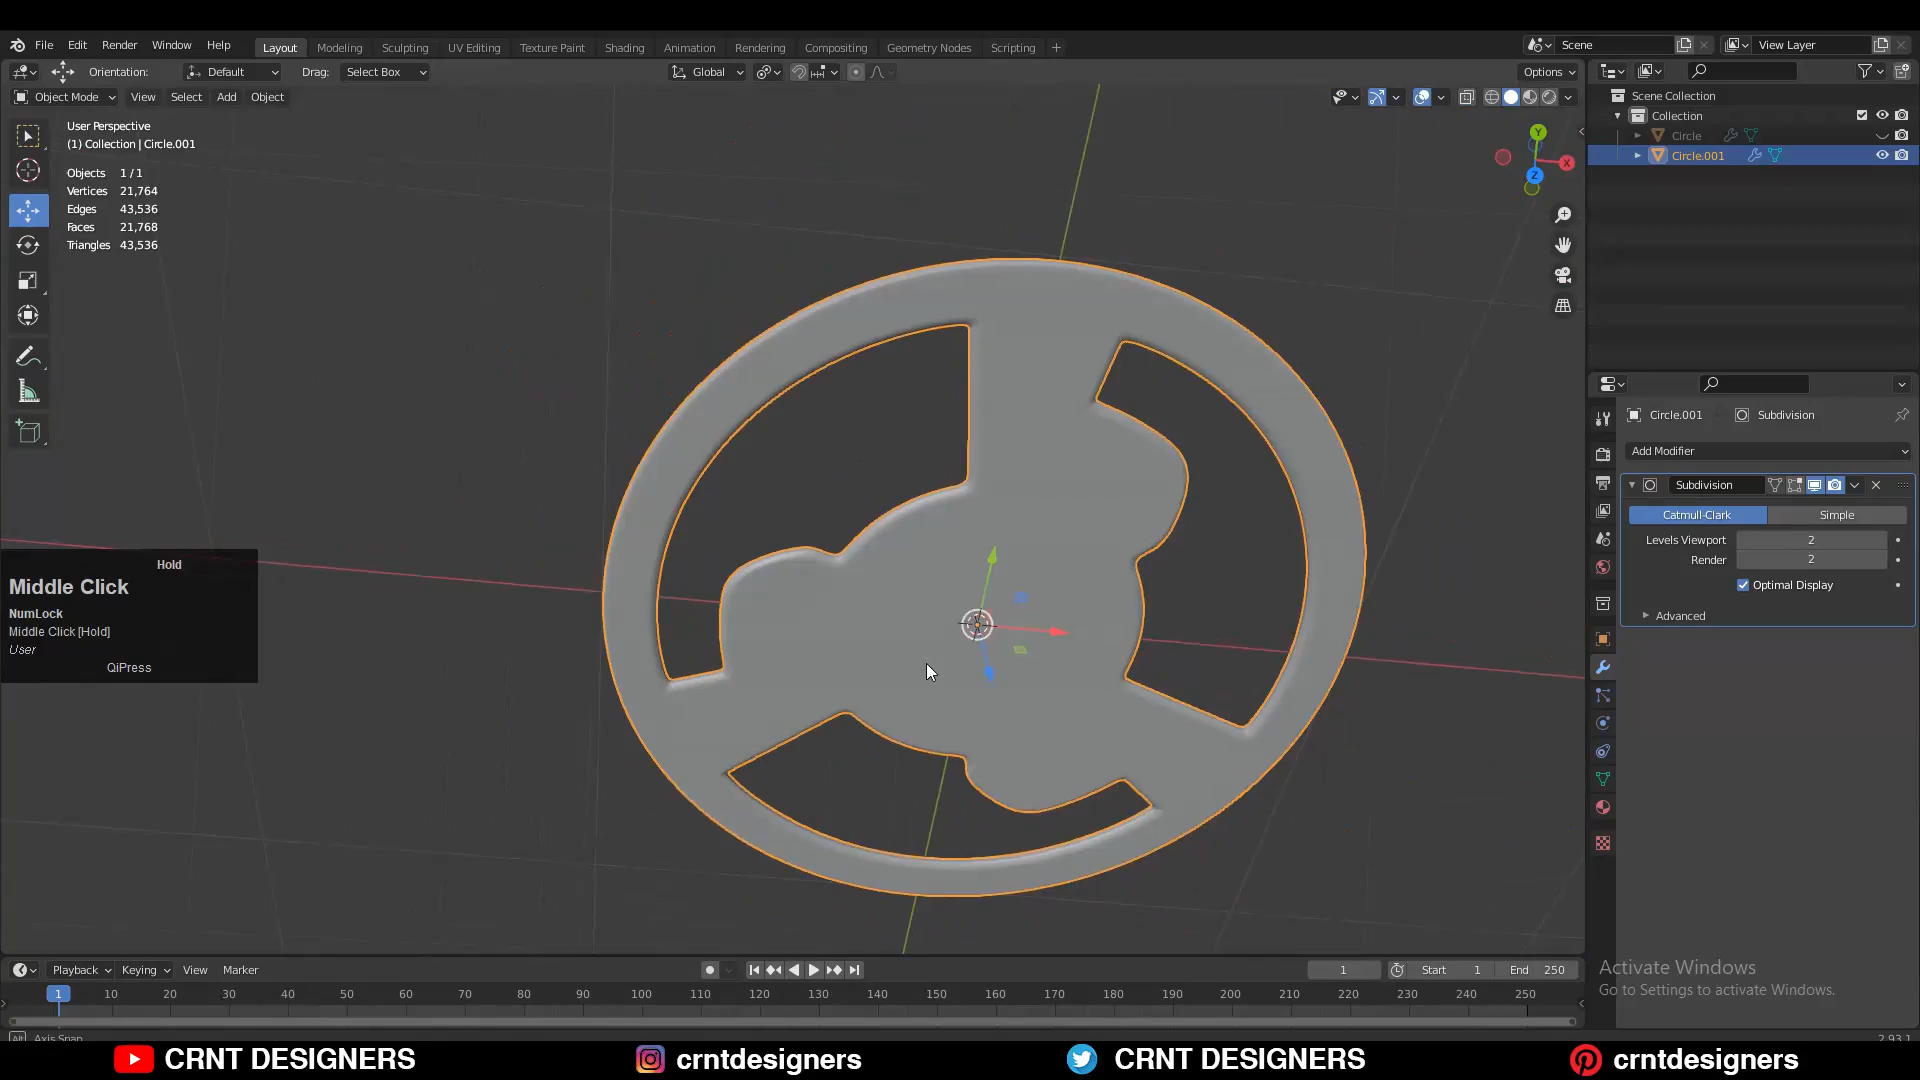 File Edit Render Window Help Layout Modeling Sculpting UV Editing Texture Paint Shading Animation Rendering Compositing Geometry Nodes Scripting +
Scene View Layer
Orientation: Default Drag: Select Box Global Options
Object Mode View Select Add Object
User Perspective
(1) Collection | Circle.001
Objects 1 / 1
Vertices 21,764
Edges 43,536
Faces 21,768
Triangles 43,536
Y
X
Z
Scene Collection
Collection
Circle
Circle.001
Circle.001 Subdivision
Add Modifier
Subdivision
Catmull-Clark Simple
Levels Viewport 2
Render 2
Optimal Display
Advanced
Hold
Middle Click
NumLock
Middle Click [Hold]
User
QiPress
Playback Keying View Marker
1 Start 1 End 250
1 10 20 30 40 50 60 70 80 90 100 110 120 130 140 150 160 170 180 190 200 210 220 230 240 250
Activate Windows
Go to Settings to activate Windows.
Alt Axis Snap
2.93.1
CRNT DESIGNERS crntdesigners CRNT DESIGNERS crntdesigners